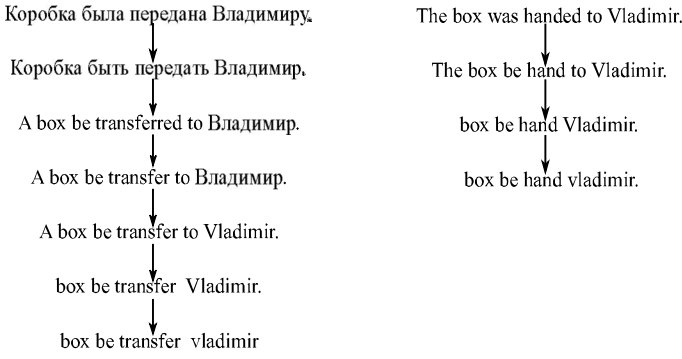 Коробка была передана Владимиру.
Коробка быть передать Владимир.
A box be transferred to Владимир.
A box be transfer to Владимир.
A box be transfer to Vladimir.
box be transfer Vladimir.
box be transfer vladimir
The box was handed to Vladimir.
The box be hand to Vladimir.
box be hand Vladimir.
box be hand vladimir.